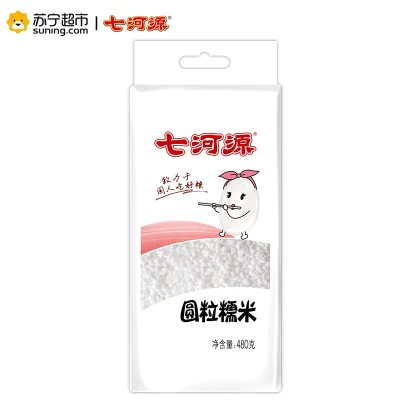 苏宁超市 | 七河源®
suning.com
七河源®
致力于
国人吃好粮
圆粒糯米
净含量:480克